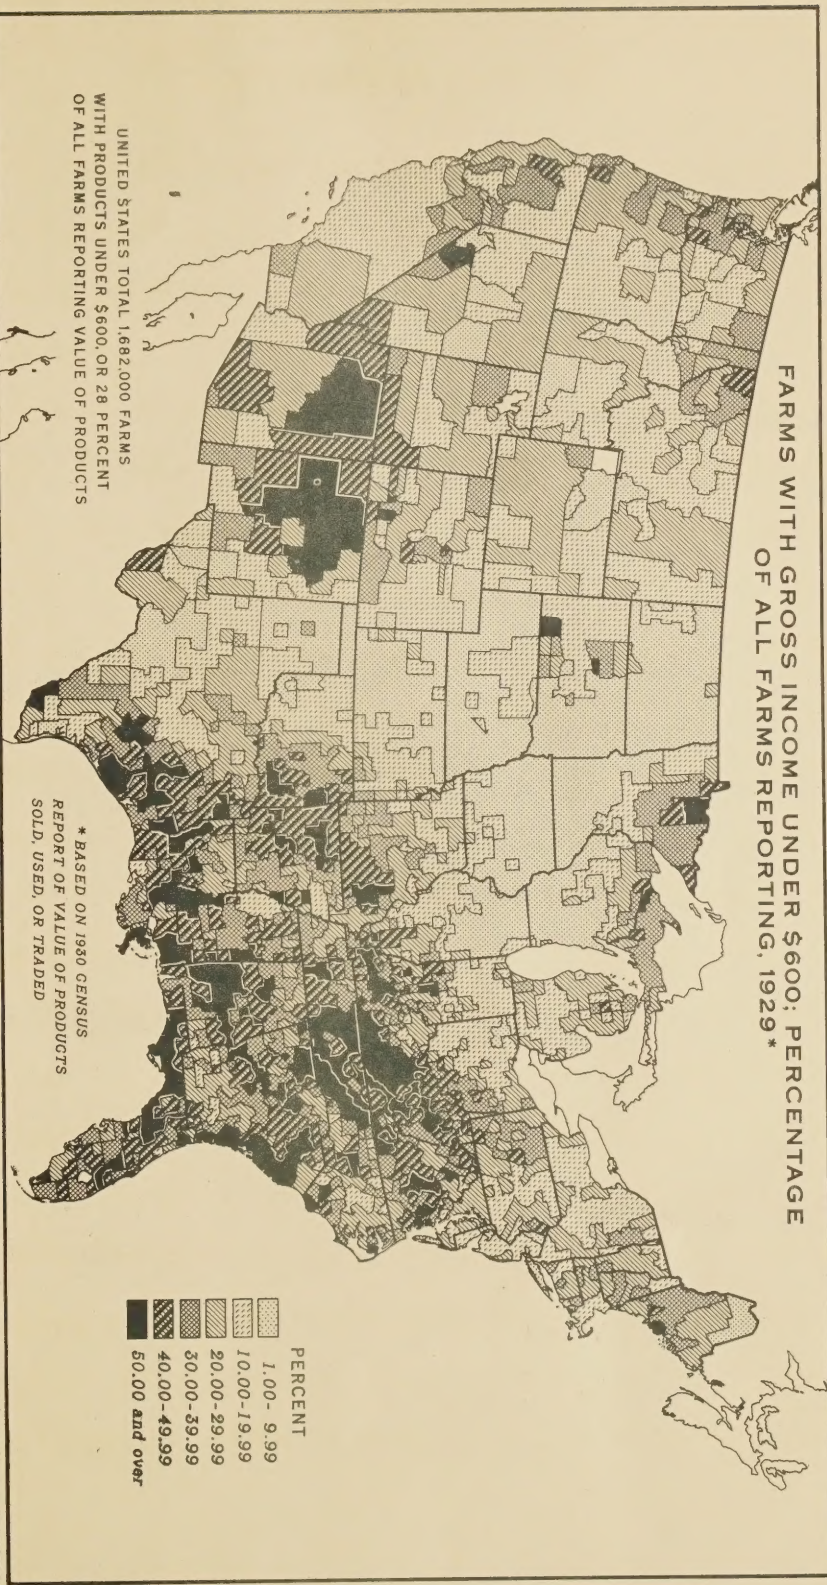 FARMS WITH GROSS INCOME UNDER $600; PERCENTAGE
OF ALL FARMS REPORTING, 1929*
UNITED STATES TOTAL 1,682,000 FARMS
WITH PRODUCTS UNDER $600, OR 28 PERCENT
OF ALL FARMS REPORTING VALUE OF PRODUCTS
* BASED ON 1930 CENSUS
REPORT OF VALUE OF PRODUCTS
SOLD, USED, OR TRADED
PERCENT
1.00- 9.99
10.00-19.99
20.00-29.99
30.00-39.99
40.00-49.99
50.00 and over